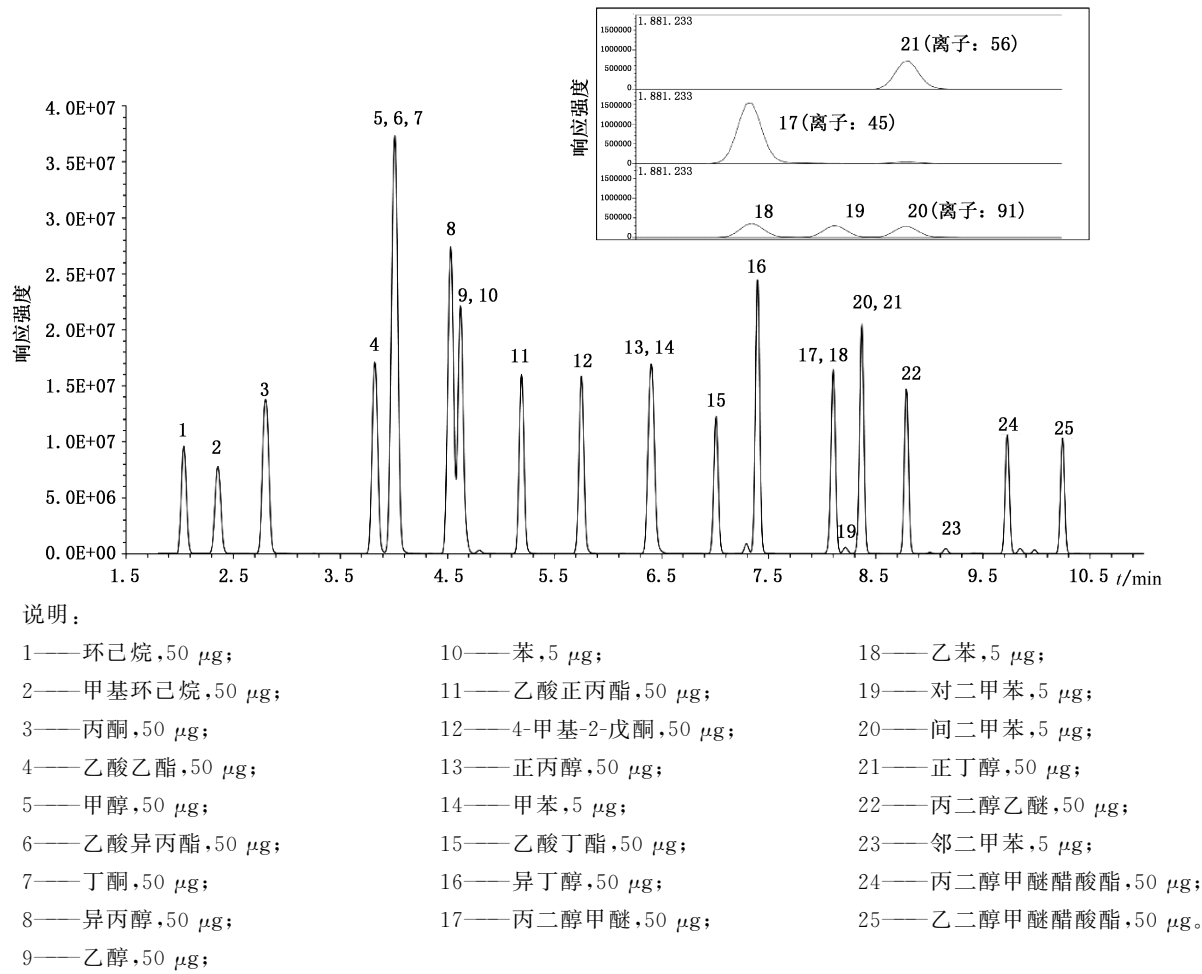 1.881.233
1500000
1000000
500000
0
21(离子: 56)
1.881.233
1500000
1000000
500000
0
17(离子: 45)
1.881.233
1500000
1000000
500000
0
18
19
20(离子: 91)
响应强度
4.0E+07
3.5E+07
3.0E+07
2.5E+07
2.0E+07
1.5E+07
1.0E+07
5.0E+06
0.0E+00
响应强度
1
2
3
4
5,6,7
8
9,10
11
12
13,14
15
16
17,18
19
20,21
22
23
24
25
1.5 2.5 3.5 4.5 5.5 6.5 7.5 8.5 9.5 10.5 t/min
说明:
1——环己烷,50 μg;
2——甲基环己烷,50 μg;
3——丙酮,50 μg;
4——乙酸乙酯,50 μg;
5——甲醇,50 μg;
6——乙酸异丙酯,50 μg;
7——丁酮,50 μg;
8——异丙醇,50 μg;
9——乙醇,50 μg;
10——苯,5 μg;
11——乙酸正丙酯,50 μg;
12——4-甲基-2-戊酮,50 μg;
13——正丙醇,50 μg;
14——甲苯,5 μg;
15——乙酸丁酯,50 μg;
16——异丁醇,50 μg;
17——丙二醇甲醚,50 μg;
18——乙苯,5 μg;
19——对二甲苯,5 μg;
20——间二甲苯,5 μg;
21——正丁醇,50 μg;
22——丙二醇乙醚,50 μg;
23——邻二甲苯,5 μg;
24——丙二醇甲醚醋酸酯,50 μg;
25——乙二醇甲醚醋酸酯,50 μg。